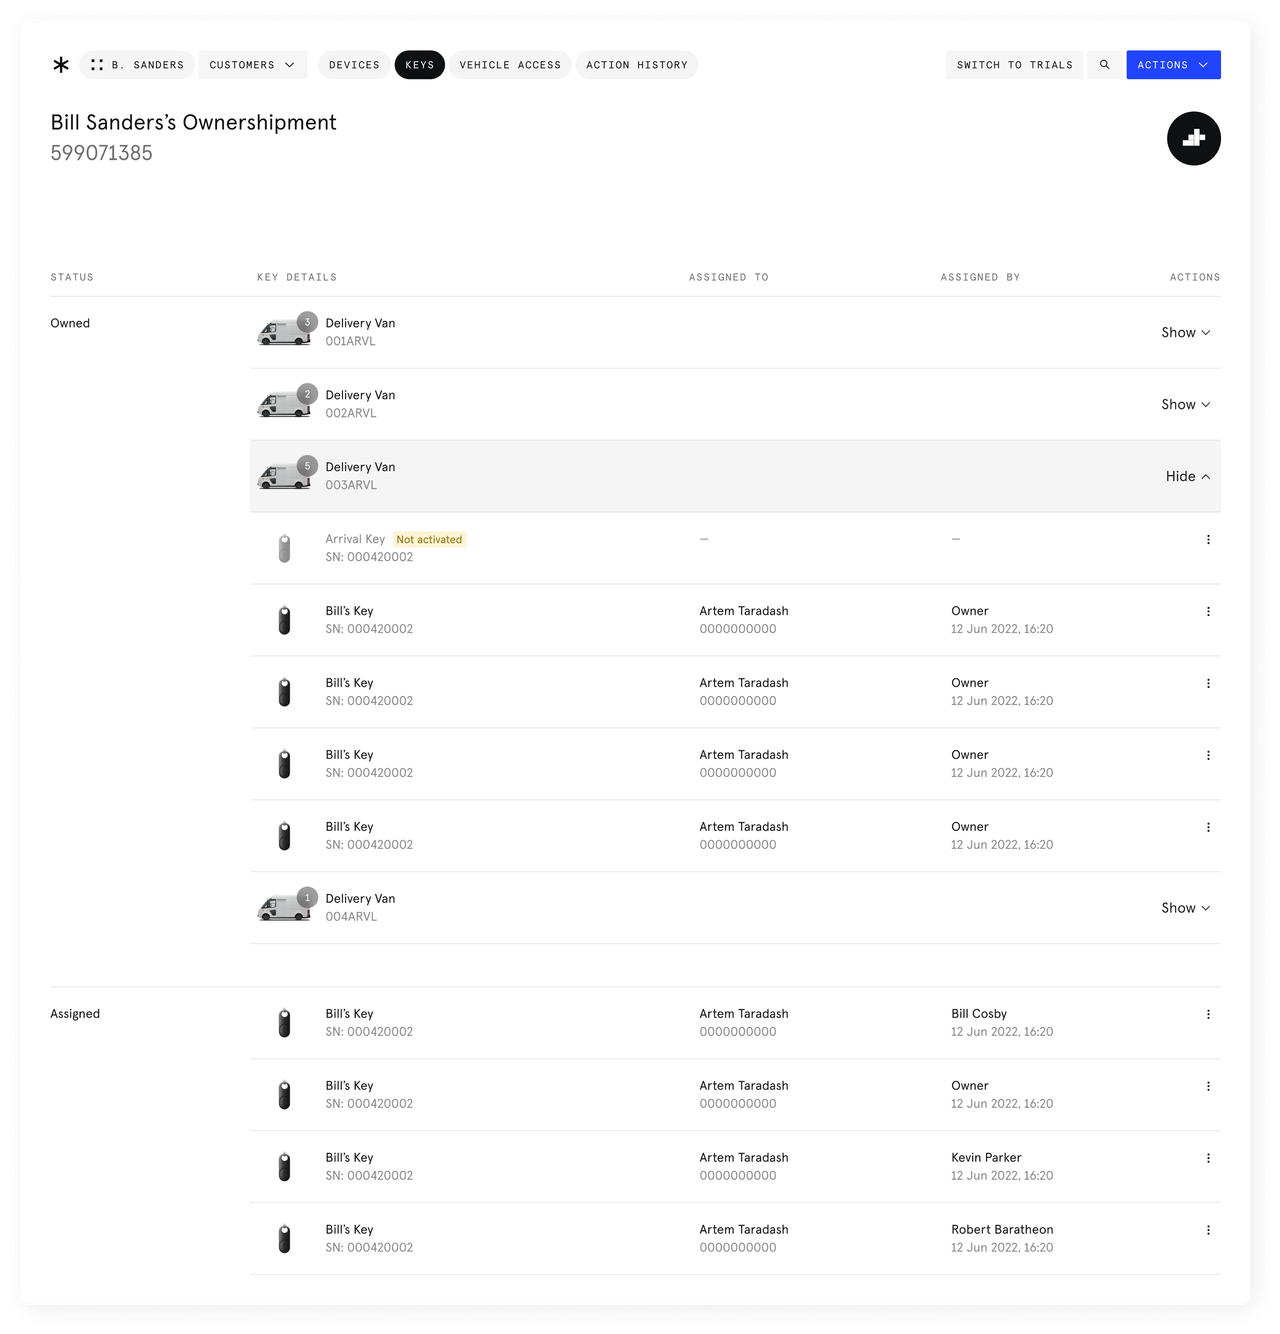 B. SANDERS CUSTOMERS DEVICES KEYS VEHICLE ACCESS ACTION HISTORY SWITCH TO TRIALS ACTIONS
Bill Sanders’s Ownershipment
599071385
STATUS KEY DETAILS ASSIGNED TO ASSIGNED BY ACTIONS
Owned 3 Delivery Van Show
001ARVL
2 Delivery Van Show
002ARVL
5 Delivery Van Hide
003ARVL
Arrival Key Not activated — —
SN: 000420002
Bill’s Key Artem Taradash Owner
SN: 000420002 0000000000 12 Jun 2022, 16:20
Bill’s Key Artem Taradash Owner
SN: 000420002 0000000000 12 Jun 2022, 16:20
Bill’s Key Artem Taradash Owner
SN: 000420002 0000000000 12 Jun 2022, 16:20
Bill’s Key Artem Taradash Owner
SN: 000420002 0000000000 12 Jun 2022, 16:20
1 Delivery Van Show
004ARVL
Assigned Bill’s Key Artem Taradash Bill Cosby
SN: 000420002 0000000000 12 Jun 2022, 16:20
Bill’s Key Artem Taradash Owner
SN: 000420002 0000000000 12 Jun 2022, 16:20
Bill’s Key Artem Taradash Kevin Parker
SN: 000420002 0000000000 12 Jun 2022, 16:20
Bill’s Key Artem Taradash Robert Baratheon
SN: 000420002 0000000000 12 Jun 2022, 16:20